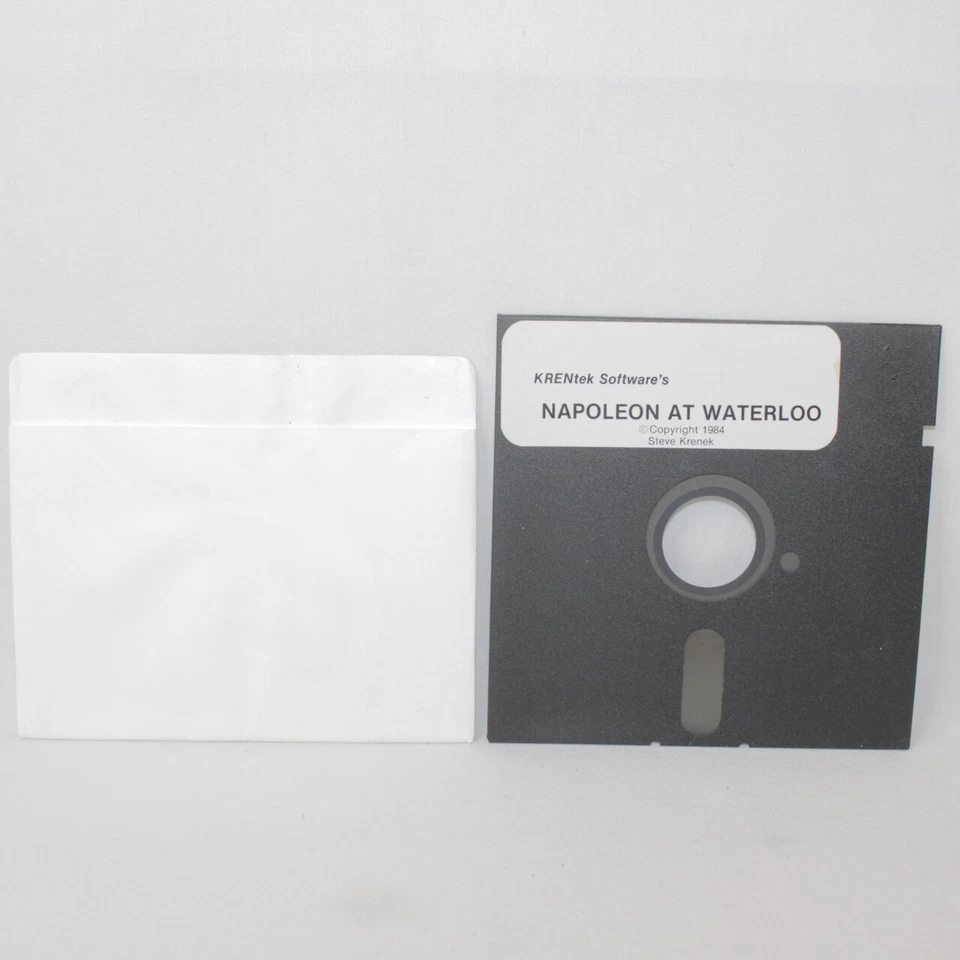 KRENtek Software's
NAPOLEON AT WATERLOO
©Copyright 1984
Steve Krenek